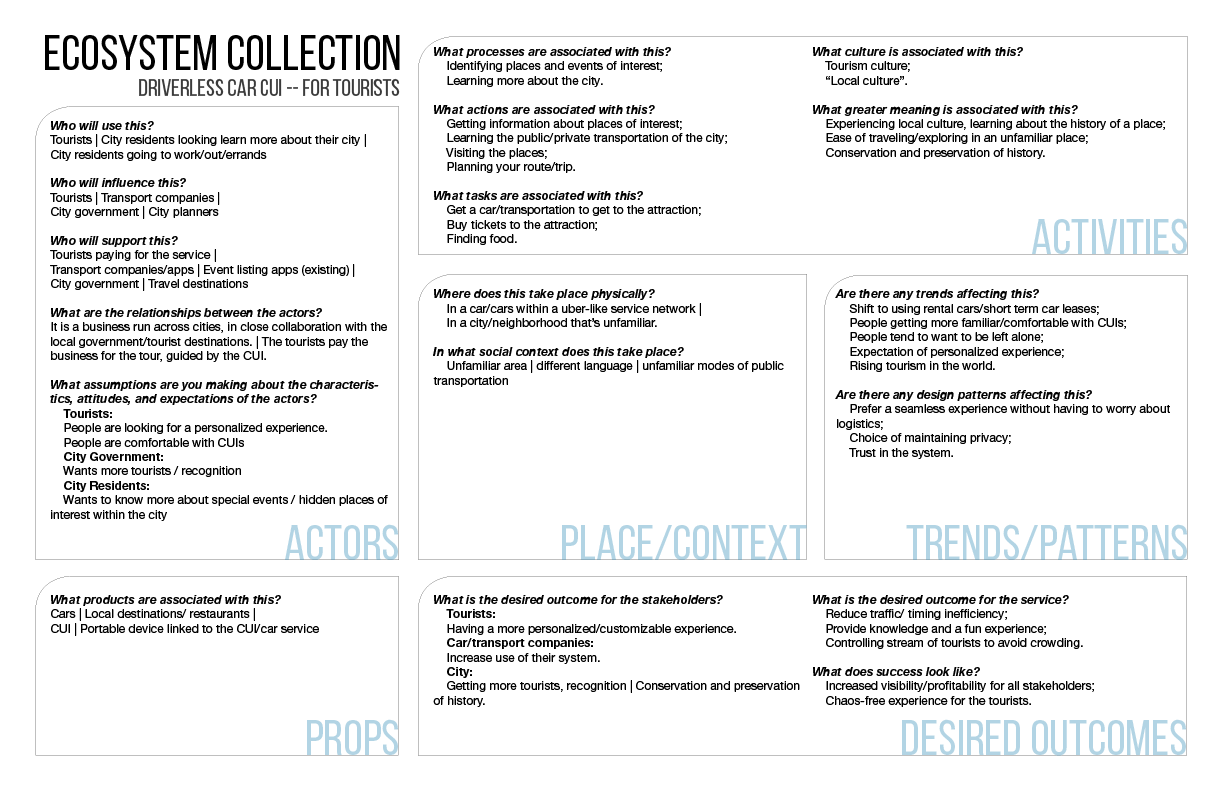 ECOSYSTEM COLLECTION
DRIVERLESS CAR CUI -- FOR TOURISTS
Who will use this?
Tourists | City residents looking learn more about their city |
City residents going to work/out/errands
Who will influence this?
Tourists | Transport companies |
City government | City planners
Who will support this?
Tourists paying for the service |
Transport companies/apps | Event listing apps (existing) |
City government | Travel destinations
What are the relationships between the actors?
It is a business run across cities, in close collaboration with the
local government/tourist destinations. | The tourists pay the
business for the tour, guided by the CUI.
What assumptions are you making about the characteris-
tics, attitudes, and expectations of the actors?
Tourists:
People are looking for a personalized experience.
People are comfortable with CUIs
City Government:
Wants more tourists / recognition
City Residents:
Wants to know more about special events / hidden places of
interest within the city
ACTORS
What processes are associated with this?
Identifying places and events of interest;
Learning more about the city.
What actions are associated with this?
Getting information about places of interest;
Learning the public/private transportation of the city;
Visiting the places;
Planning your route/trip.
What tasks are associated with this?
Get a car/transportation to get to the attraction;
Buy tickets to the attraction;
Finding food.
What culture is associated with this?
Tourism culture;
“Local culture”.
What greater meaning is associated with this?
Experiencing local culture, learning about the history of a place;
Ease of traveling/exploring in an unfamiliar place;
Conservation and preservation of history.
ACTIVITIES
Where does this take place physically?
In a car/cars within a uber-like service network |
In a city/neighborhood that’s unfamiliar.
In what social context does this take place?
Unfamiliar area | different language | unfamiliar modes of public
transportation
PLACE/CONTEXT
Are there any trends affecting this?
Shift to using rental cars/short term car leases;
People getting more familiar/comfortable with CUIs;
People tend to want to be left alone;
Expectation of personalized experience;
Rising tourism in the world.
Are there any design patterns affecting this?
Prefer a seamless experience without having to worry about
logistics;
Choice of maintaining privacy;
Trust in the system.
TRENDS/PATTERNS
What products are associated with this?
Cars | Local destinations/ restaurants |
CUI | Portable device linked to the CUI/car service
PROPS
What is the desired outcome for the stakeholders?
Tourists:
Having a more personalized/customizable experience.
Car/transport companies:
Increase use of their system.
City:
Getting more tourists, recognition | Conservation and preservation
of history.
What is the desired outcome for the service?
Reduce traffic/ timing inefficiency;
Provide knowledge and a fun experience;
Controlling stream of tourists to avoid crowding.
What does success look like?
Increased visibility/profitability for all stakeholders;
Chaos-free experience for the tourists.
DESIRED OUTCOMES